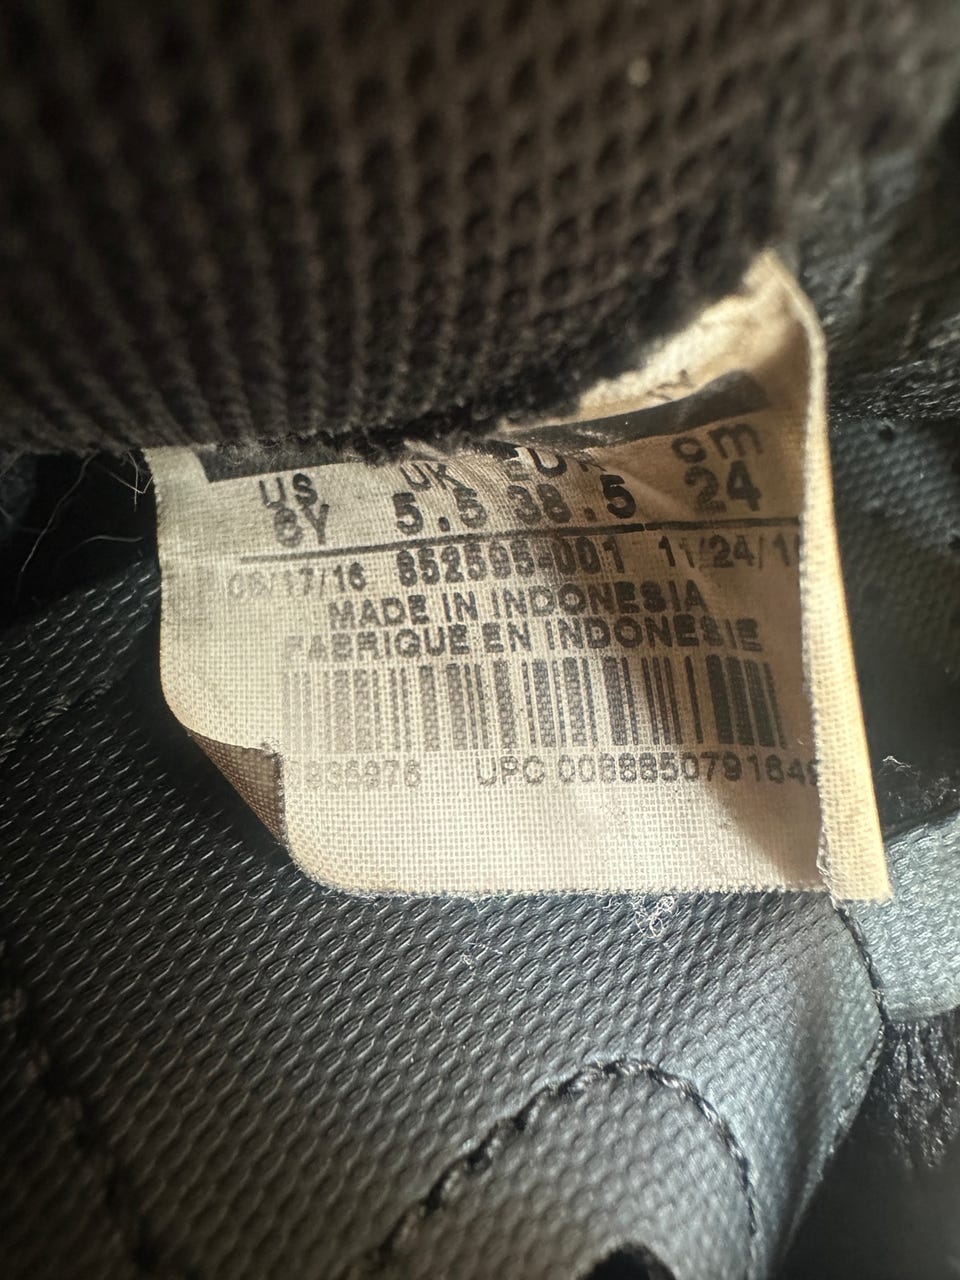 US UK EUR cm
6Y 5.5 38.5 24
08/17/16 852595-001 11/24/1
MADE IN INDONESIA
FABRIQUE EN INDONESIE
UPC 00888507916